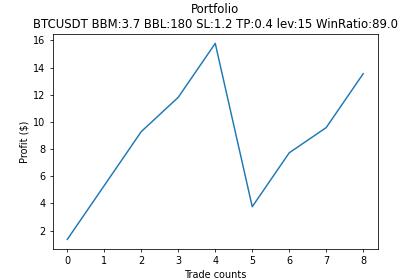 Portfolio
BTCUSDT BBM:3.7 BBL:180 SL:1.2 TP:0.4 lev:15 WinRatio:89.0
16
14
12
10
8
6
4
2
Profit ($)
0 1 2 3 4 5 6 7 8
Trade counts